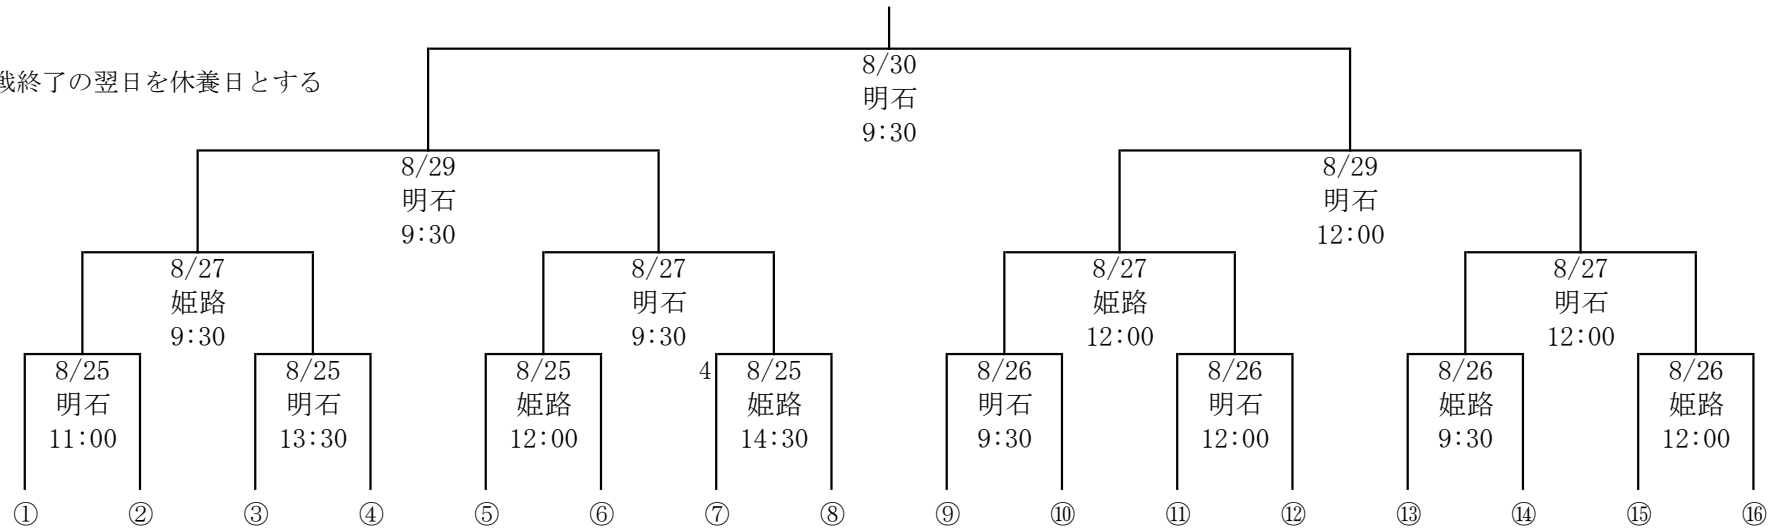 8/30
明石
9:30
戦終了の翌日を休養日とする
8/29
明石
9:30
8/29
明石
12:00
8/27
姫路
9:30
8/27
明石
9:30
8/27
姫路
12:00
8/27
明石
12:00
8/25
明石
11:00
8/25
明石
13:30
8/25
姫路
12:00
4
8/25
姫路
14:30
8/26
明石
9:30
8/26
明石
12:00
8/26
姫路
9:30
8/26
姫路
12:00
① ② ③ ④ ⑤ ⑥ ⑦ ⑧ ⑨ ⑩ ⑪ ⑫ ⑬ ⑭ ⑮ ⑯